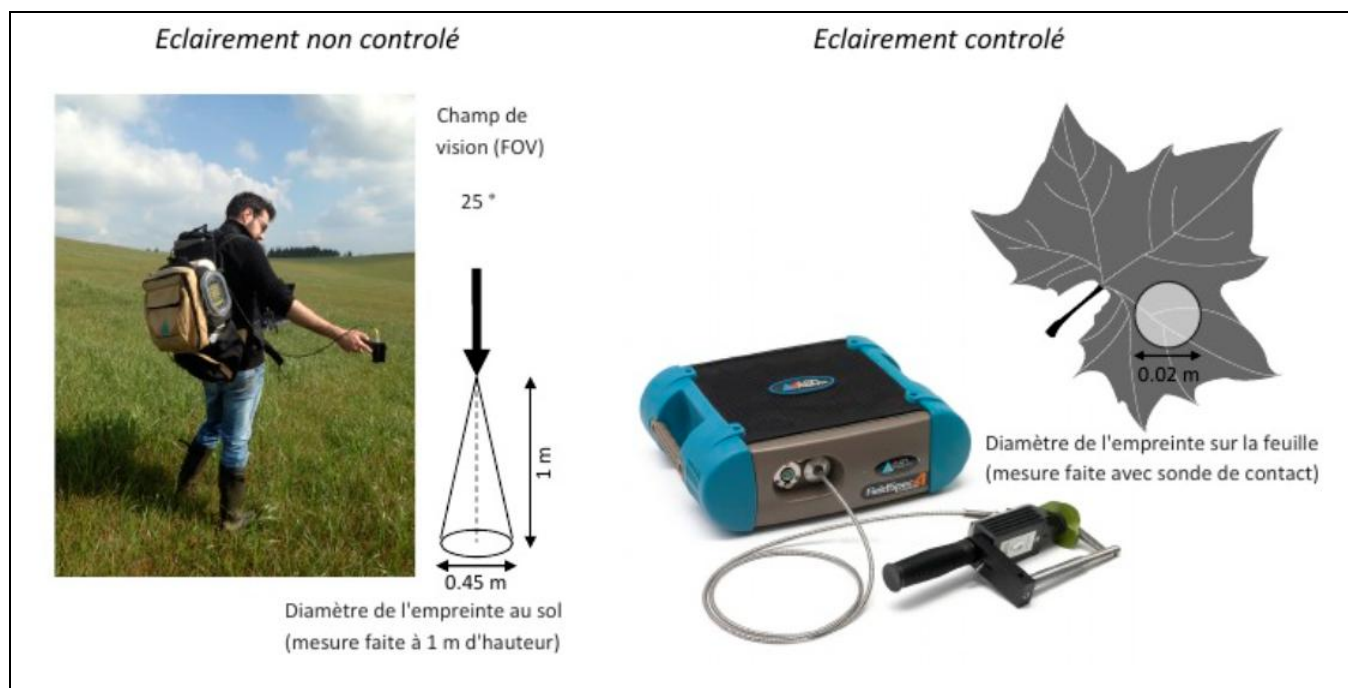 Eclairement non controlé
Eclairement controlé
Champ de
vision (FOV)
25 °
1 m
0.45 m
Diamètre de l'empreinte au sol
(mesure faite à 1 m d'hauteur)
0.02 m
Diamètre de l'empreinte sur la feuille
(mesure faite avec sonde de contact)
FieldSpec 4